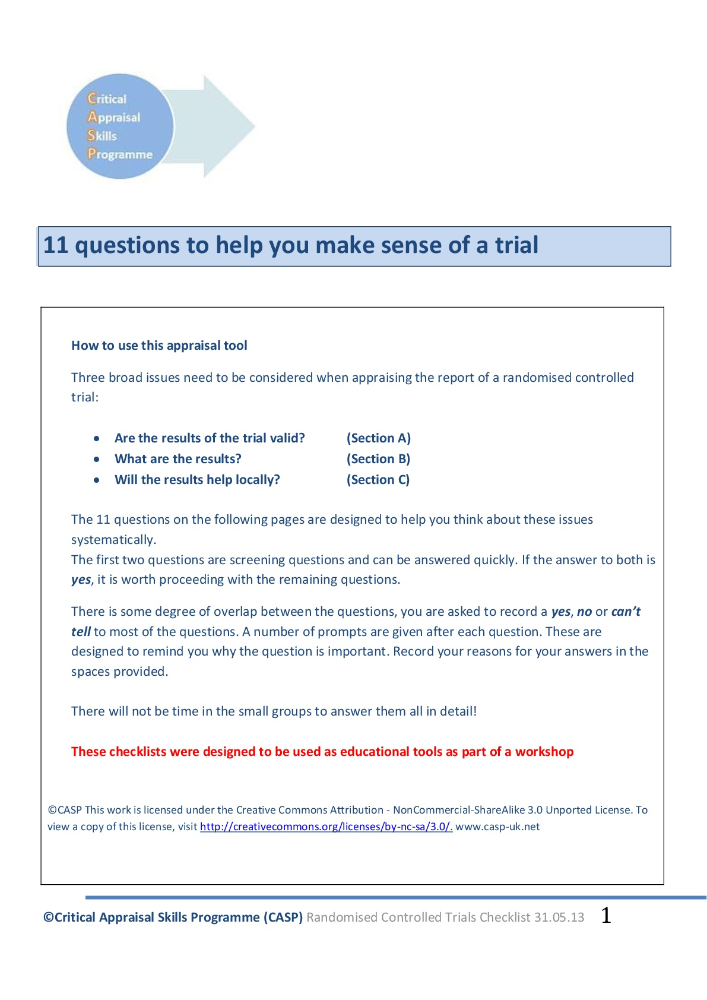 Critical
Appraisal
Skills
Programme
11 questions to help you make sense of a trial
How to use this appraisal tool
Three broad issues need to be considered when appraising the report of a randomised controlled
trial:
• Are the results of the trial valid? (Section A)
• What are the results? (Section B)
• Will the results help locally? (Section C)
The 11 questions on the following pages are designed to help you think about these issues
systematically.
The first two questions are screening questions and can be answered quickly. If the answer to both is
yes, it is worth proceeding with the remaining questions.
There is some degree of overlap between the questions, you are asked to record a yes, no or can’t
tell to most of the questions. A number of prompts are given after each question. These are
designed to remind you why the question is important. Record your reasons for your answers in the
spaces provided.
There will not be time in the small groups to answer them all in detail!
These checklists were designed to be used as educational tools as part of a workshop
©CASP This work is licensed under the Creative Commons Attribution - NonCommercial-ShareAlike 3.0 Unported License. To
view a copy of this license, visit http://creativecommons.org/licenses/by-nc-sa/3.0/. www.casp-uk.net
©Critical Appraisal Skills Programme (CASP) Randomised Controlled Trials Checklist 31.05.13 1